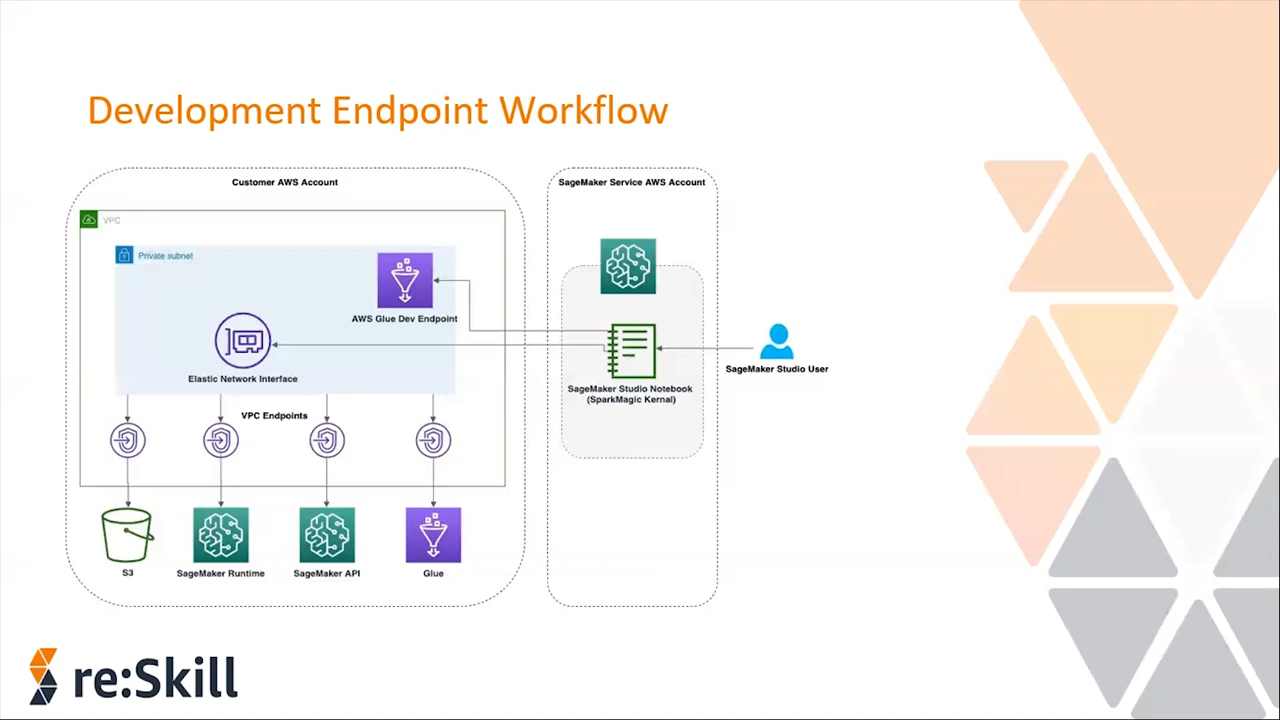 Development Endpoint Workflow
Customer AWS Account
VPC
Private subnet
AWS Glue Dev Endpoint
Elastic Network Interface
VPC Endpoints
S3
SageMaker Runtime
SageMaker API
Glue
SageMaker Service AWS Account
SageMaker Studio Notebook
(SparkMagic Kernal)
SageMaker Studio User
re:Skill